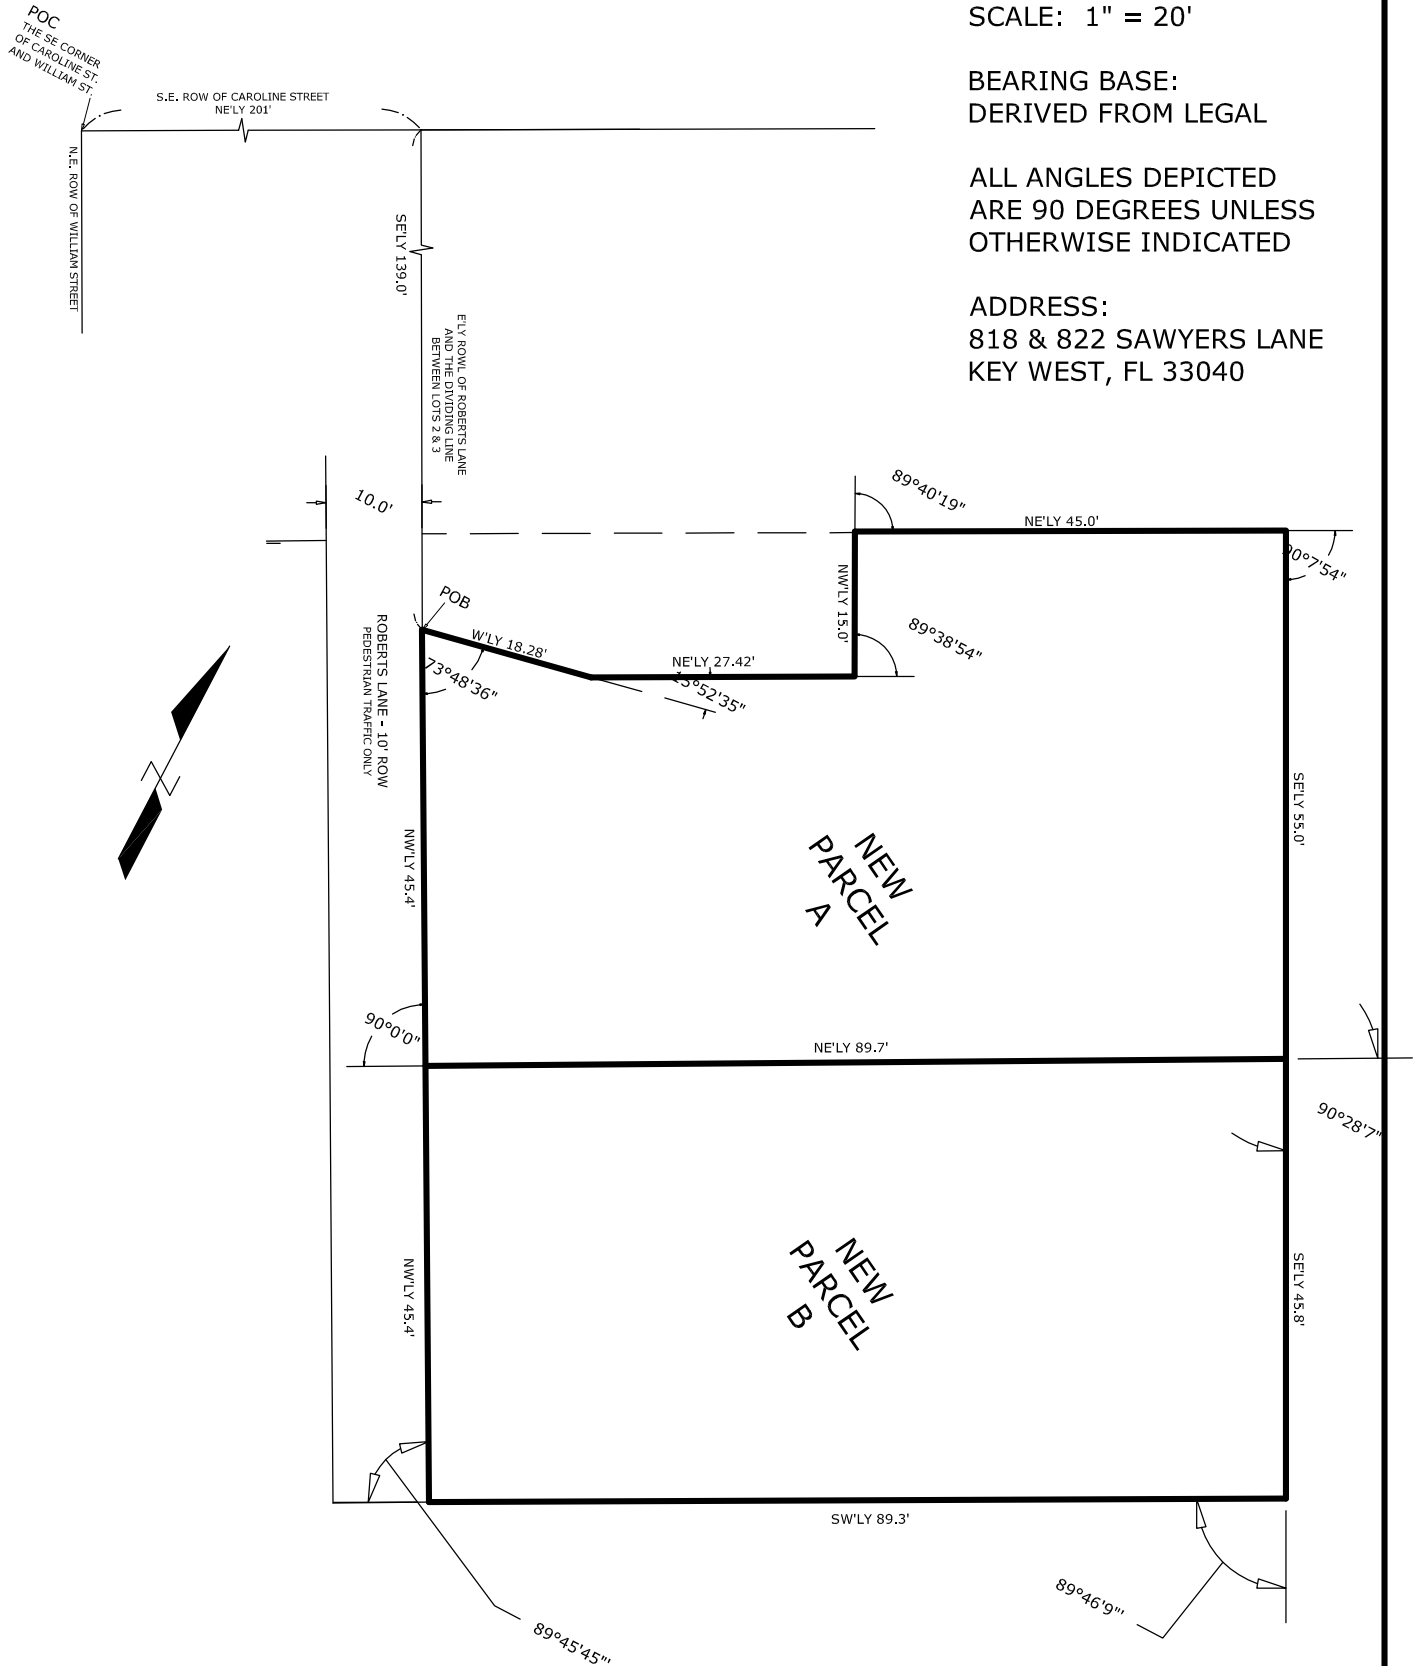 SCALE: 1" = 20'
BEARING BASE:
DERIVED FROM LEGAL
ALL ANGLES DEPICTED
ARE 90 DEGREES UNLESS
OTHERWISE INDICATED
ADDRESS:
818 & 822 SAWYERS LANE
KEY WEST, FL 33040
POC
THE SE CORNER
OF CAROLINE ST.
AND WILLIAM ST.
S.E. ROW OF CAROLINE STREET
NE'LY 201'
N.E. ROW OF WILLIAM STREET
SE'LY 139.0'
E'LY ROWL OF ROBERTS LANE
AND THE DIVIDING LINE
BETWEEN LOTS 2 & 3
10.0'
89°40'19"
NE'LY 45.0'
90°7'54"
NW'LY 15.0'
POB
W'LY 18.28'
73°48'36"
NE'LY 27.42'
15°52'35"
89°38'54"
ROBERTS LANE - 10' ROW
PEDESTRIAN TRAFFIC ONLY
NW'LY 45.4'
NEW
PARCEL
A
SE'LY 55.0'
90°0'0"
NE'LY 89.7'
90°28'7"
NW'LY 45.4'
NEW
PARCEL
B
SE'LY 45.8'
SW'LY 89.3'
89°46'9"'
89°45'45"'